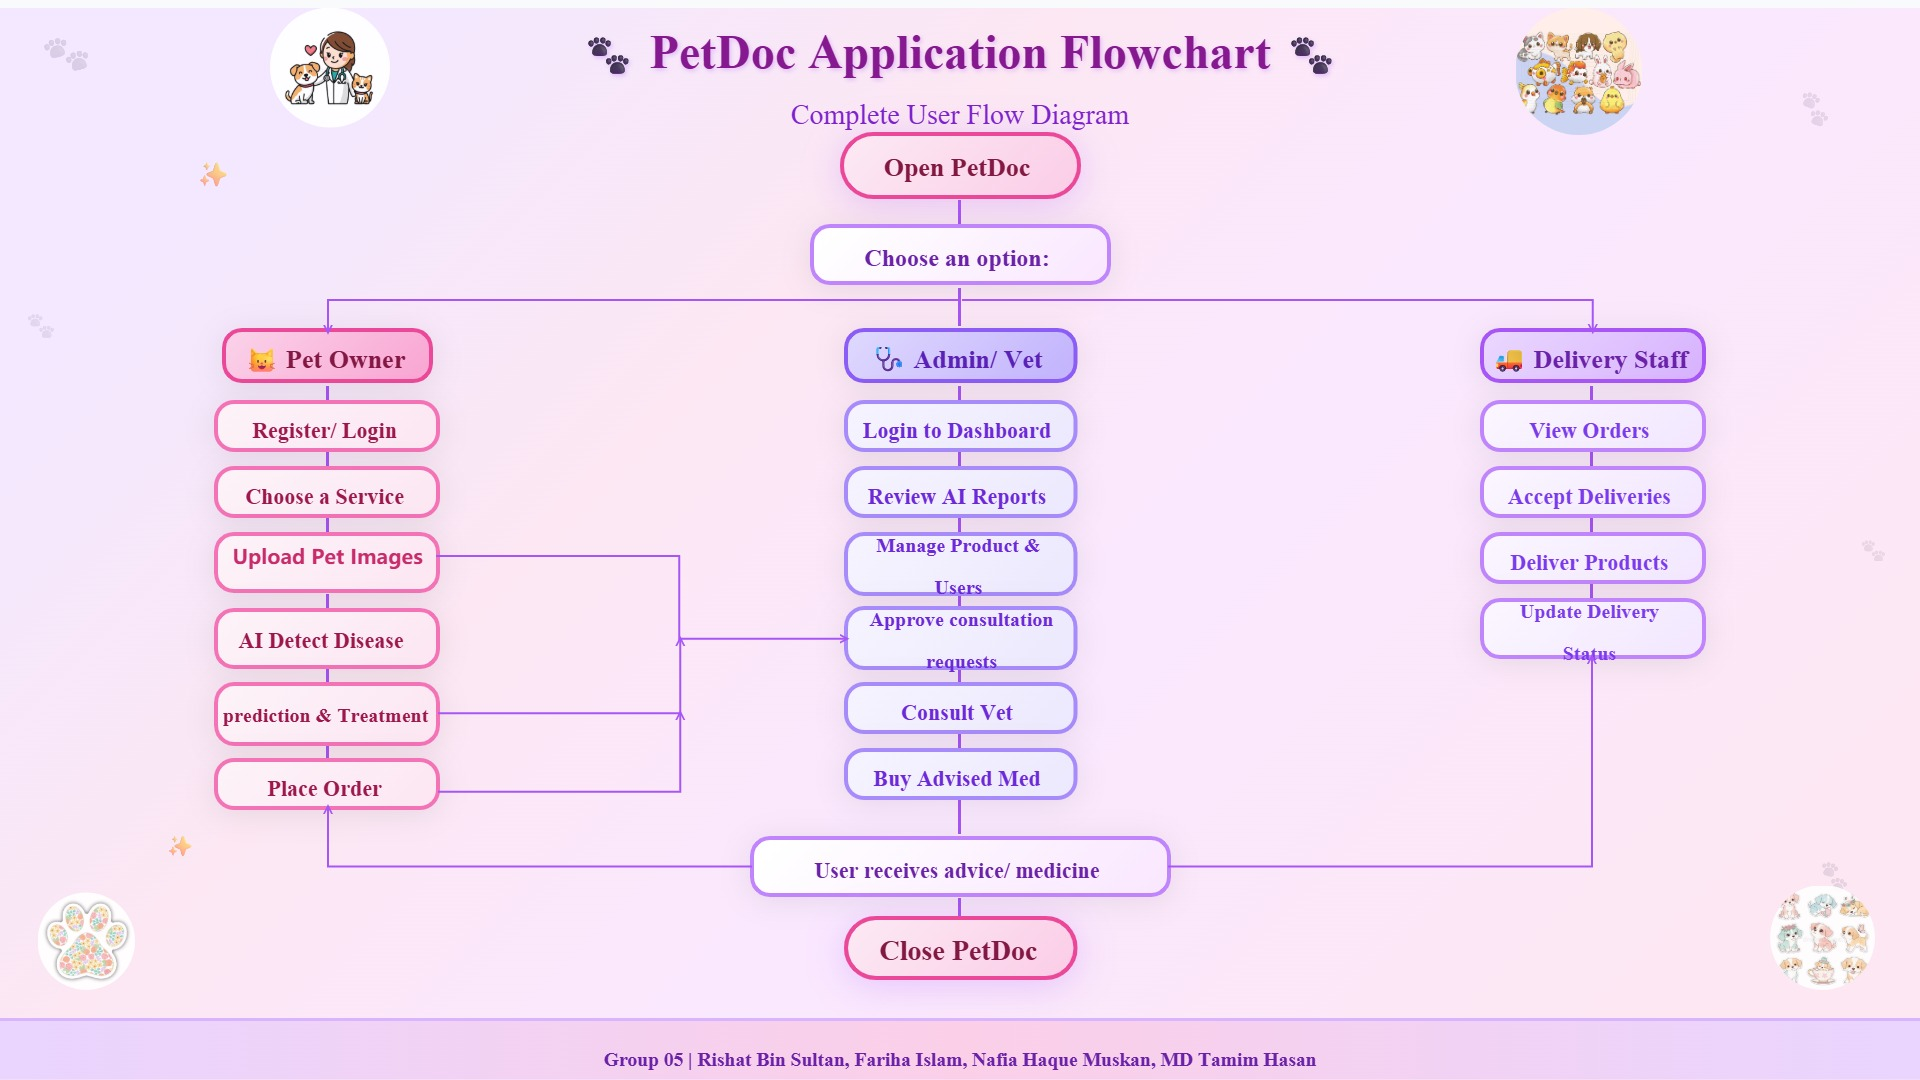 PetDoc Application Flowchart
Complete User Flow Diagram
Open PetDoc
Choose an option:
Pet Owner
Register/ Login
Choose a Service
Upload Pet Images
AI Detect Disease
prediction & Treatment
Place Order
Admin/ Vet
Login to Dashboard
Review AI Reports
Manage Product &
Users
Approve consultation
requests
Consult Vet
Buy Advised Med
Delivery Staff
View Orders
Accept Deliveries
Deliver Products
Update Delivery
Status
User receives advice/ medicine
Close PetDoc
Group 05 | Rishat Bin Sultan, Fariha Islam, Nafia Haque Muskan, MD Tamim Hasan